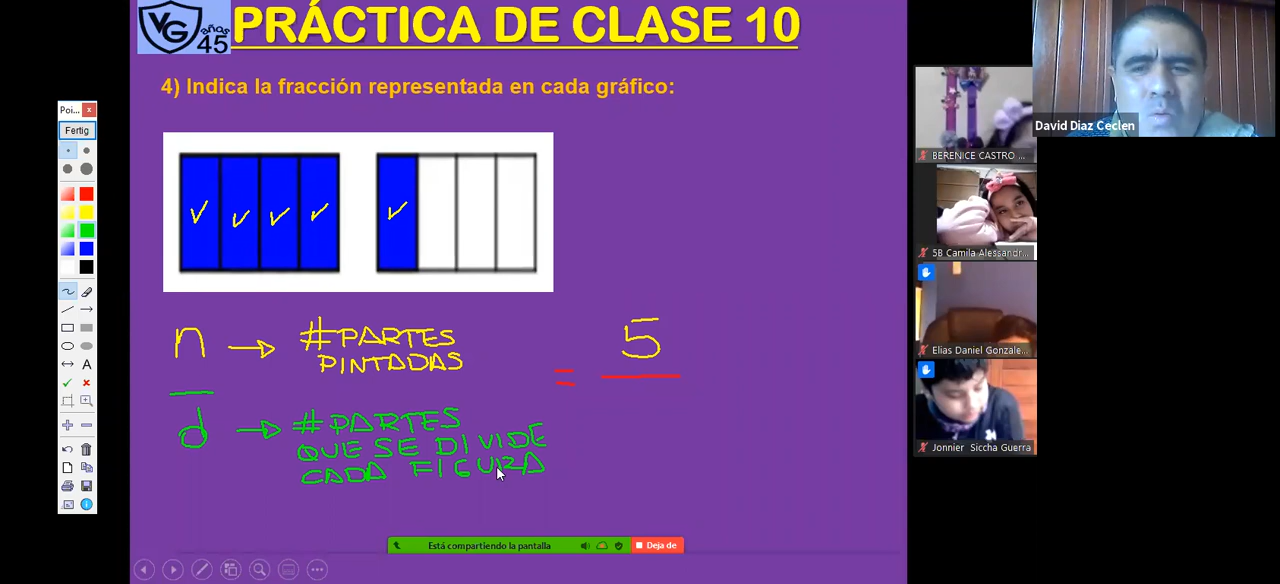 VG
años
45
PRÁCTICA DE CLASE 10
4) Indica la fracción representada en cada gráfico:
n → #PARTES
PINTADAS
= 5
d → #PARTES
QUE SE DIVIDE
CADA FIGURA
Poi...
Fertig
A
Está compartiendo la pantalla
Deja de
David Diaz Ceclen
BERENICE CASTRO ...
5B Camila Alessandr...
Elias Daniel Gonzale...
Jonnier Siccha Guerra